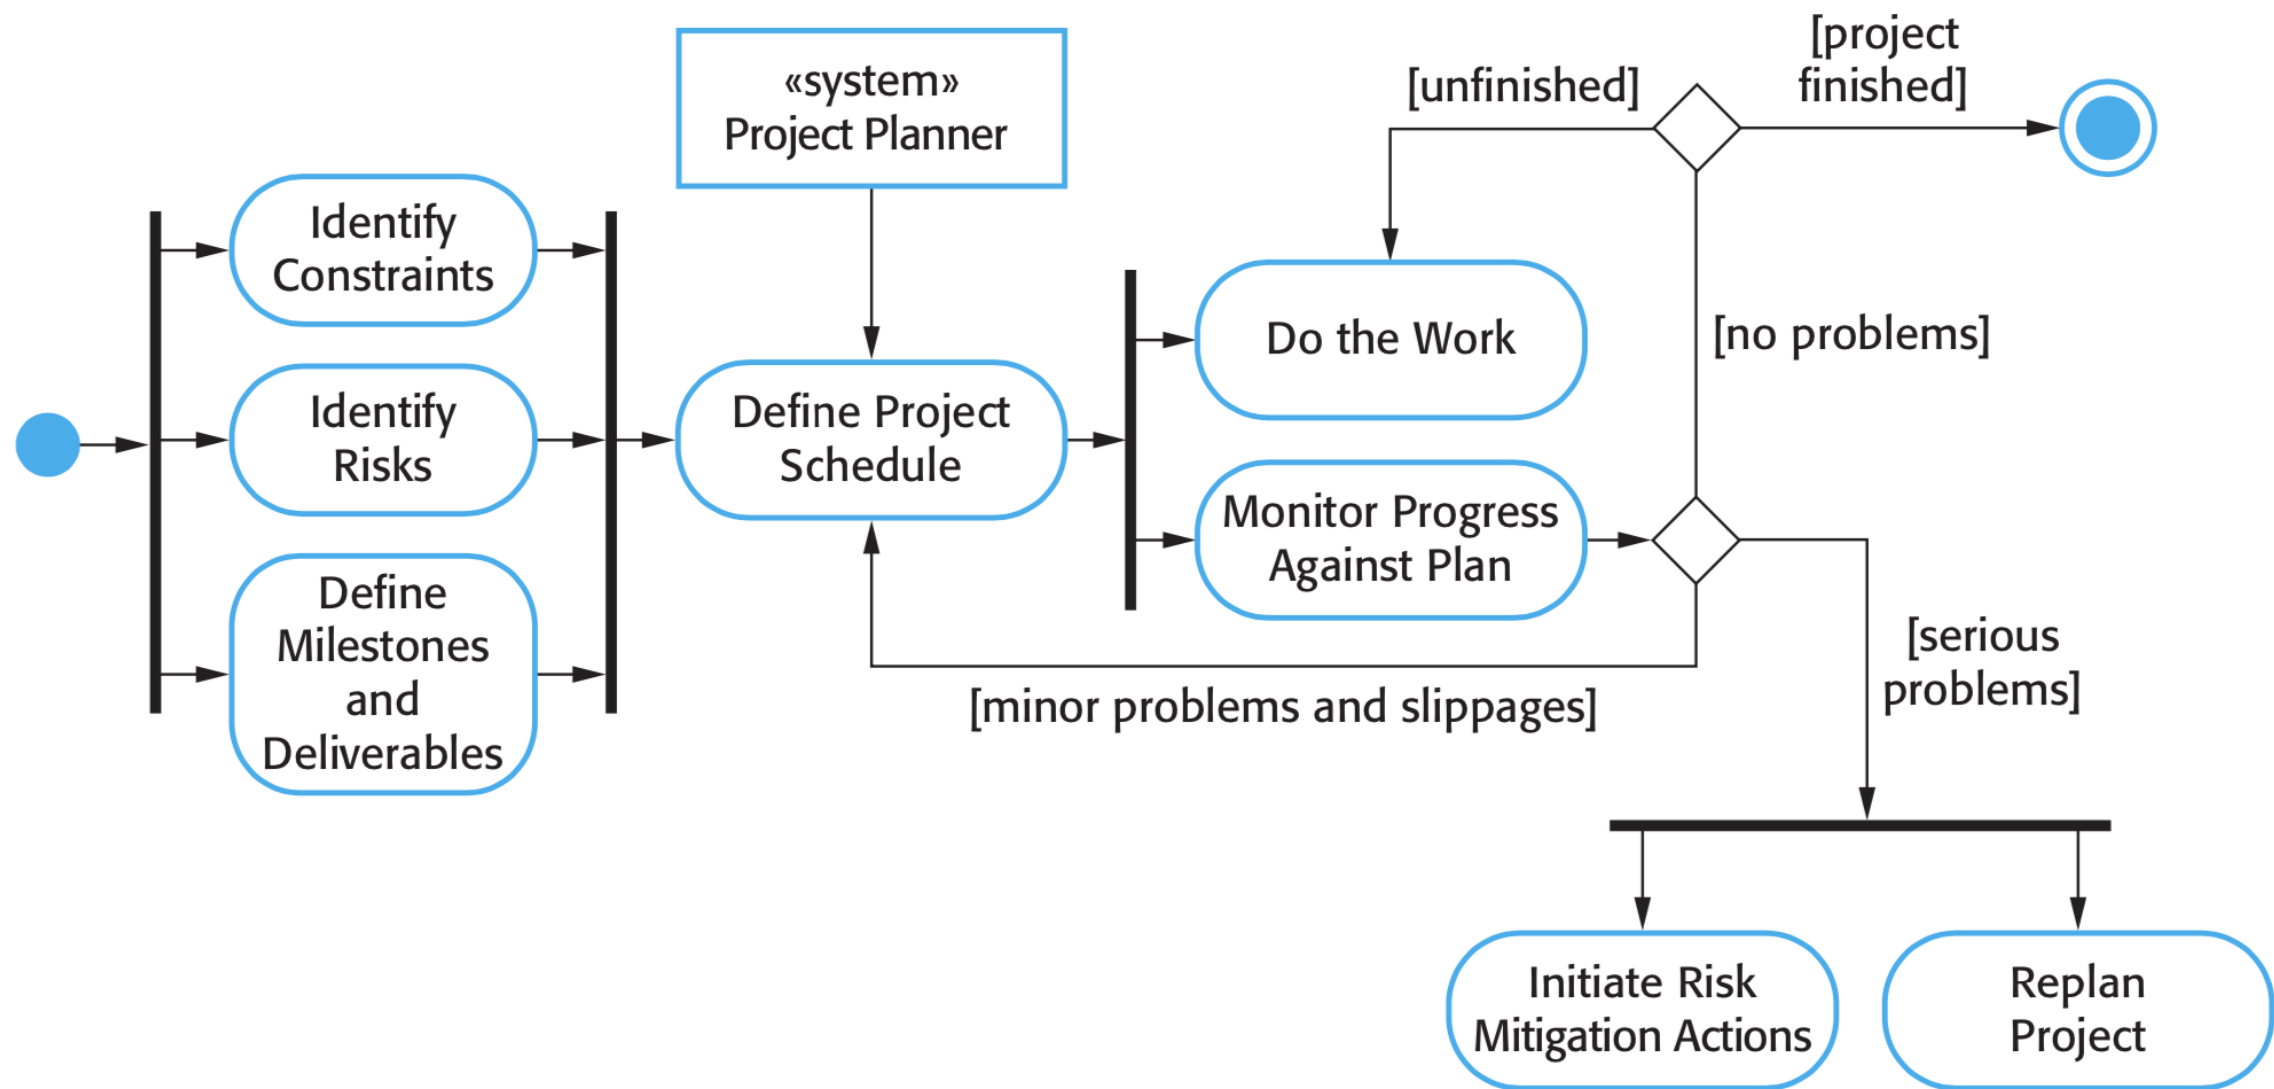 Identify
Constraints
Identify
Risks
Define
Milestones
and
Deliverables
«system»
Project Planner
Define Project
Schedule
Do the Work
Monitor Progress
Against Plan
[unfinished]
[project
finished]
[no problems]
[minor problems and slippages]
[serious
problems]
Initiate Risk
Mitigation Actions
Replan
Project